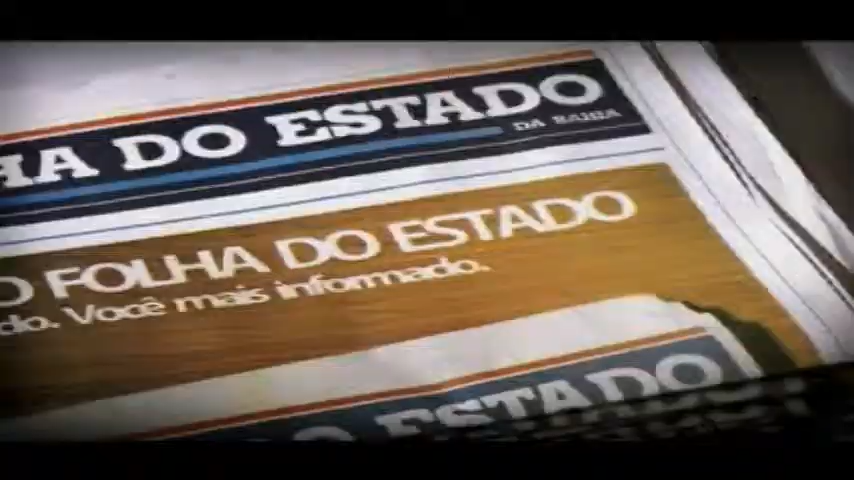 HA DO ESTADO
DA BAHIA
O FOLHA DO ESTADO
do. Você mais informado.
ESTADO